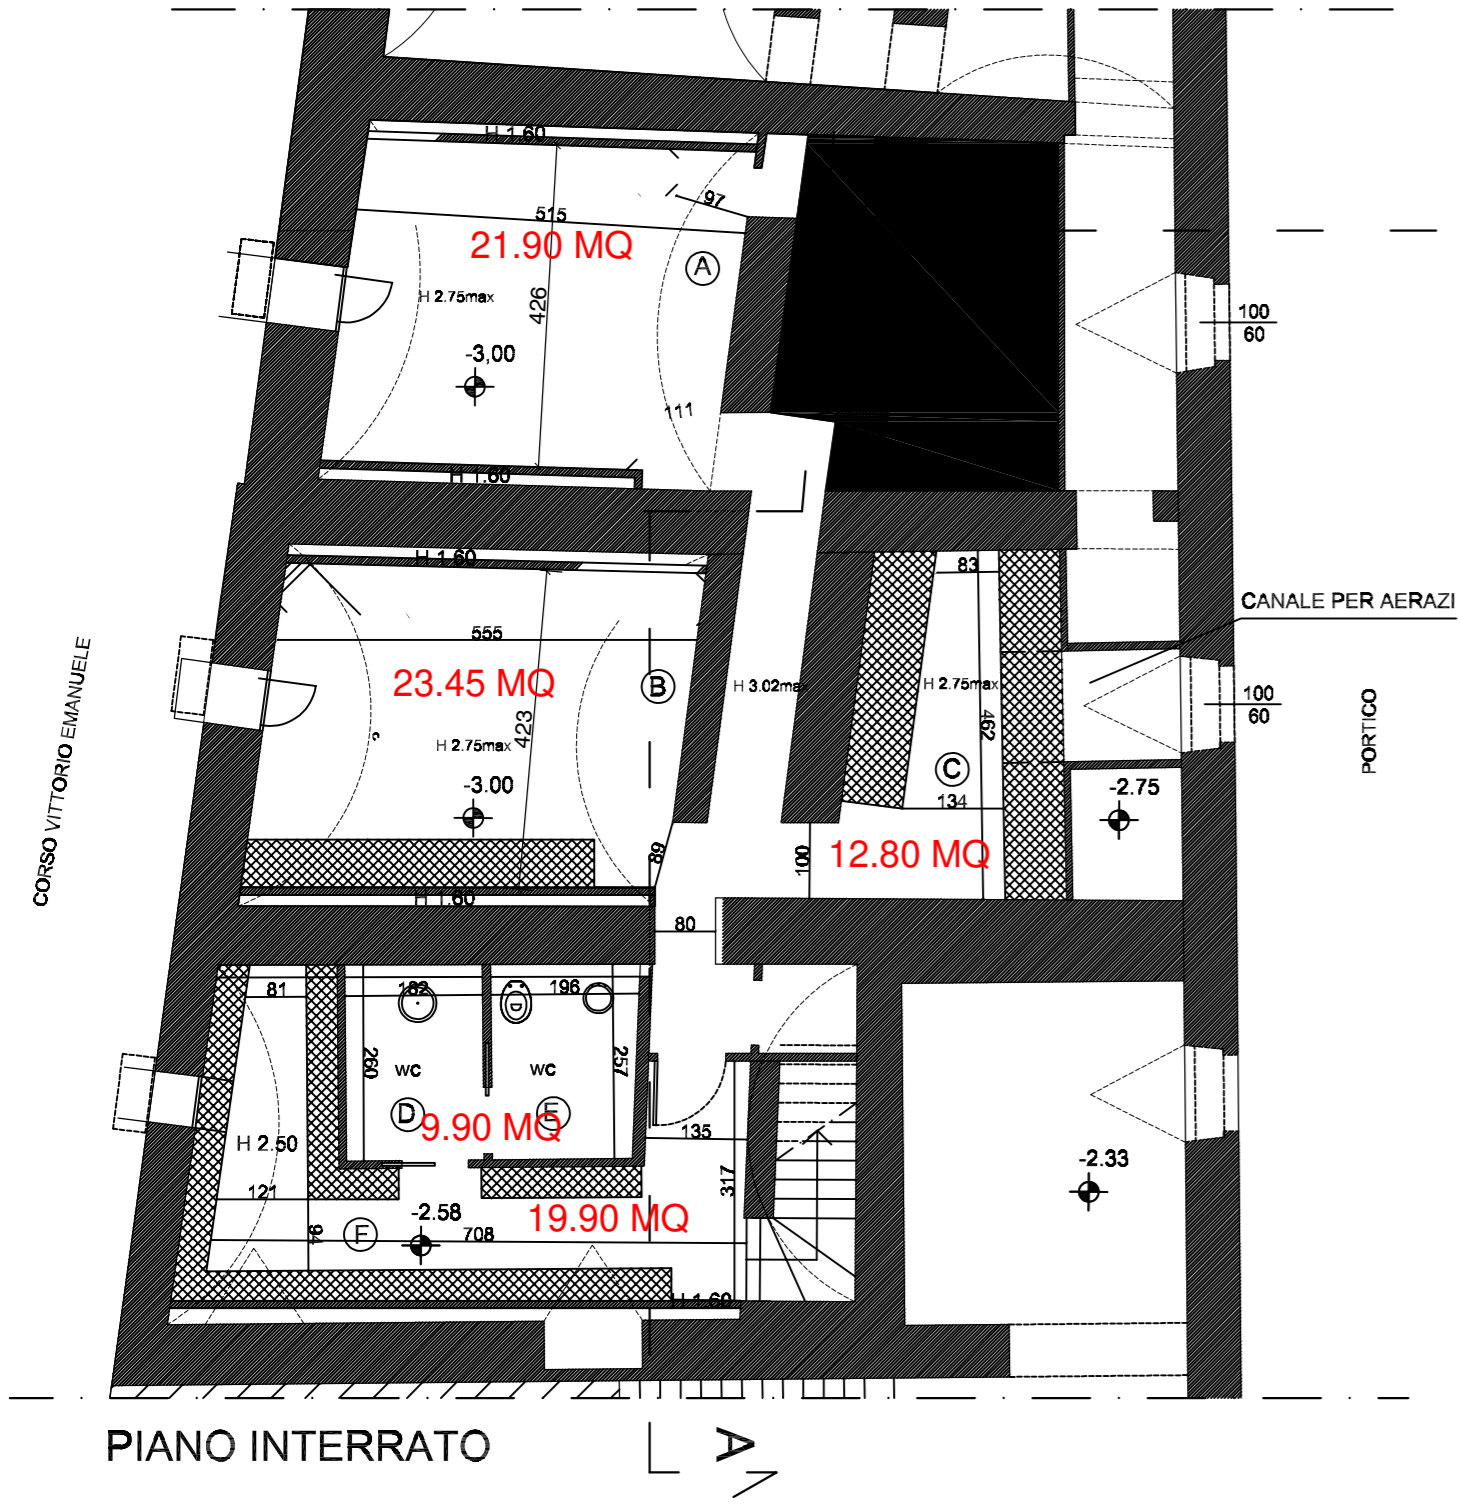 H 1.60
97
515
21.90 MQ
A
H 2.75max
426
100
60
-3,00
111
H 1.60
H 1.60
83
CANALE PER AERAZI
555
23.45 MQ
B
H 3.02max
H 2.75max
100
60
CORSO VITTORIO EMANUELE
PORTICO
423
462
H 2.75max
C
-3.00
-2.75
134
89
100
12.80 MQ
H 1.60
80
81
182
196
260
WC
WC
257
D
E
9.90 MQ
135
H 2.50
-2.33
121
317
-2.58
19.90 MQ
F
94
708
H 1.60
PIANO INTERRATO
A